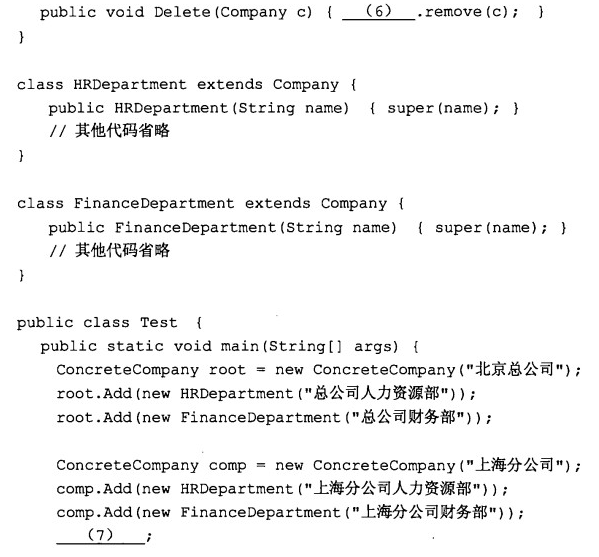 public void Delete(Company c) { （6） .remove(c); }
}
class HRDepartment extends Company {
public HRDepartment(String name) { super(name); }
// 其他代码省略
}
class FinanceDepartment extends Company {
public FinanceDepartment(String name) { super(name); }
// 其他代码省略
}
public class Test {
public static void main(String[] args) {
ConcreteCompany root = new ConcreteCompany("北京总公司");
root.Add(new HRDepartment("总公司人力资源部"));
root.Add(new FinanceDepartment("总公司财务部"));
ConcreteCompany comp = new ConcreteCompany("上海分公司");
comp.Add(new HRDepartment("上海分公司人力资源部"));
comp.Add(new FinanceDepartment("上海分公司财务部"));
（7） ;